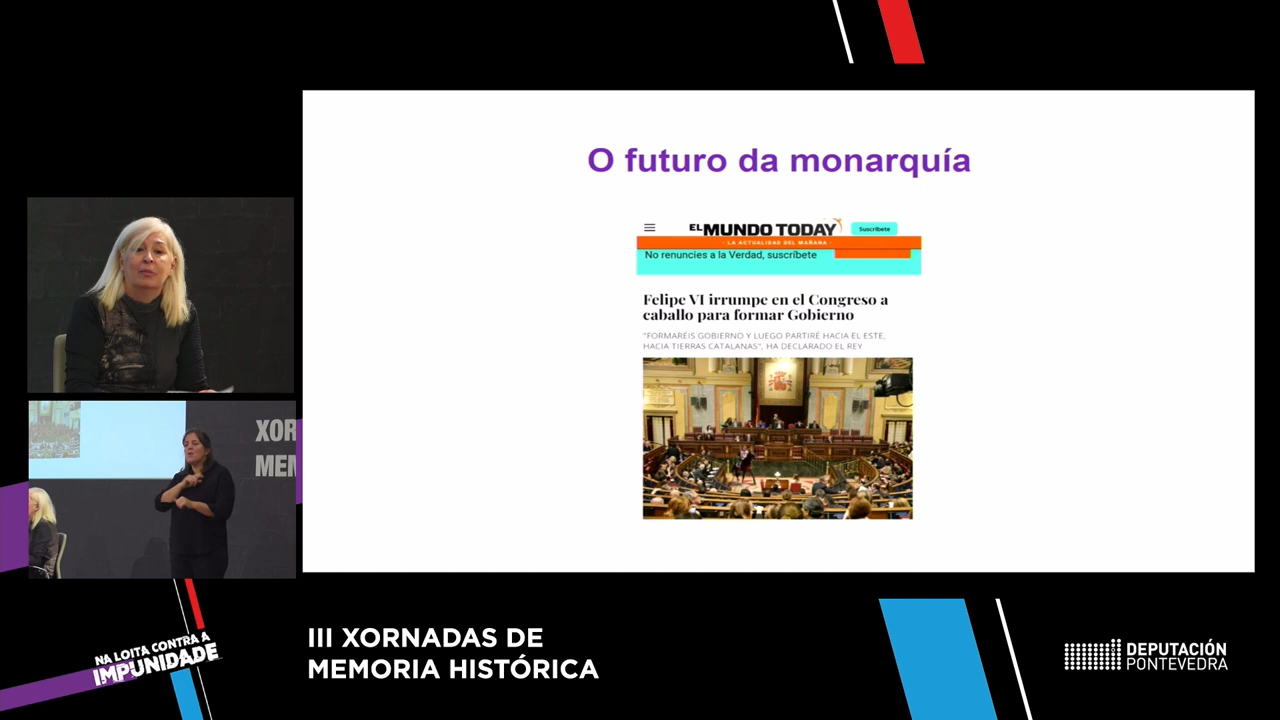 O futuro da monarquía
EL MUNDO TODAY
Suscríbete
· LA ACTUALIDAD DEL MAÑANA ·
No renuncies a la Verdad, suscríbete
Felipe VI irrumpe en el Congreso a
caballo para formar Gobierno
"FORMARÉIS GOBIERNO Y LUEGO PARTIRÉ HACIA EL ESTE,
HACIA TIERRAS CATALANAS", HA DECLARADO EL REY
XOR
MEM
NA LOITA CONTRA A
IMPUNIDADE
III XORNADAS DE
MEMORIA HISTÓRICA
DEPUTACIÓN
PONTEVEDRA